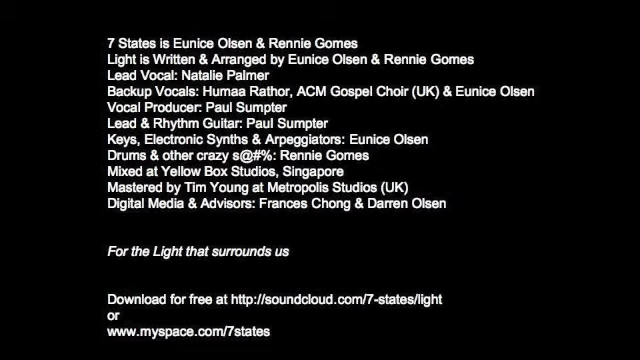 7 States is Eunice Olsen & Rennie Gomes
Light is Written & Arranged by Eunice Olsen & Rennie Gomes
Lead Vocal: Natalie Palmer
Backup Vocals: Humaa Rathor, ACM Gospel Choir (UK) & Eunice Olsen
Vocal Producer: Paul Sumpter
Lead & Rhythm Guitar: Paul Sumpter
Keys, Electronic Synths & Arpeggiators: Eunice Olsen
Drums & other crazy s@#%: Rennie Gomes
Mixed at Yellow Box Studios, Singapore
Mastered by Tim Young at Metropolis Studios (UK)
Digital Media & Advisors: Frances Chong & Darren Olsen
For the Light that surrounds us
Download for free at http://soundcloud.com/7-states/light
or
www.myspace.com/7states